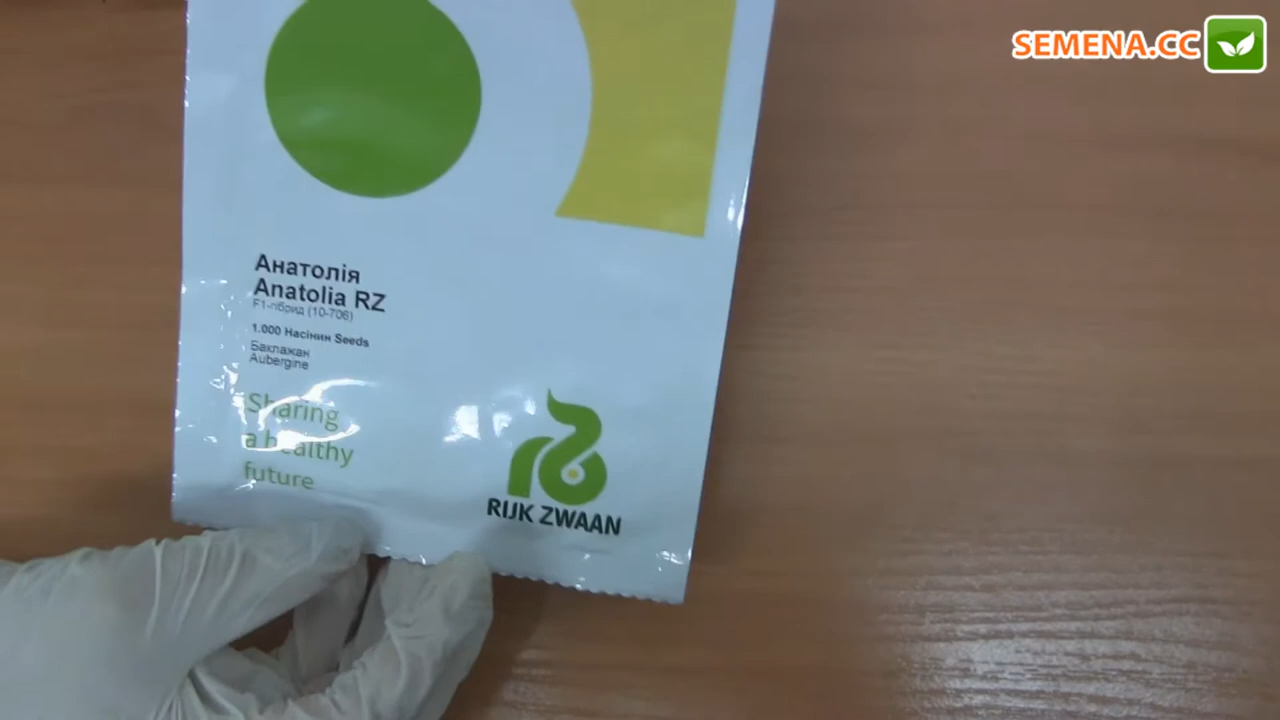 SEMENA.CC
Анатолія
Anatolia RZ
F1-гібрид (10-706)
1.000 Насінин Seeds
Баклажан
Aubergine
Sharing
a healthy
future
RIJK ZWAAN